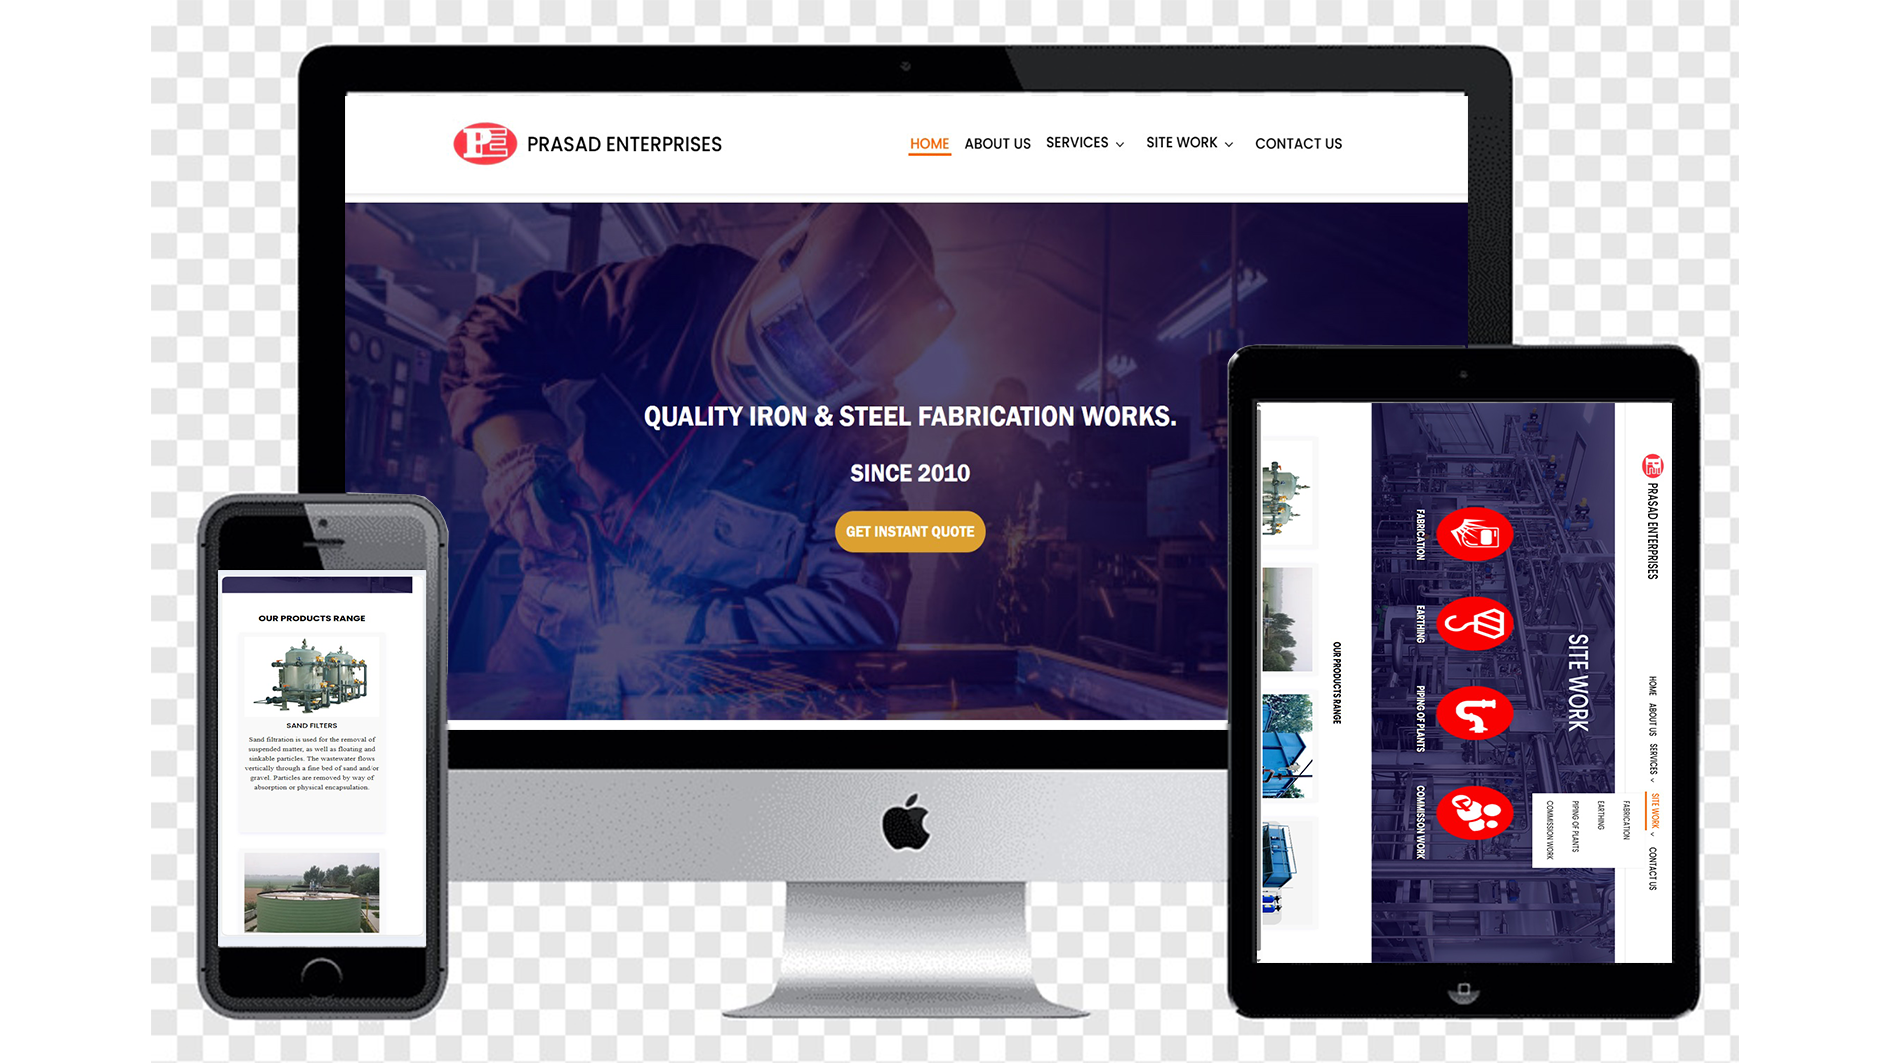 PE PRASAD ENTERPRISES
HOME ABOUT US SERVICES SITE WORK CONTACT US
QUALITY IRON & STEEL FABRICATION WORKS.
SINCE 2010
GET INSTANT QUOTE
OUR PRODUCTS RANGE
SAND FILTERS
Sand filtration is used for the removal of
suspended matter, as well as floating and
sinkable particles. The wastewater flows
vertically through a fine bed of sand and/or
gravel. Particles are removed by way of
absorption or physical encapsulation.
PE PRASAD ENTERPRISES
HOME ABOUT US SERVICES SITE WORK CONTACT US
FABRICATION
EARTHING
PIPING OF PLANTS
COMMISSION WORK
SITE WORK
FABRICATION
EARTHING
PIPING OF PLANTS
COMMISSON WORK
OUR PRODUCTS RANGE